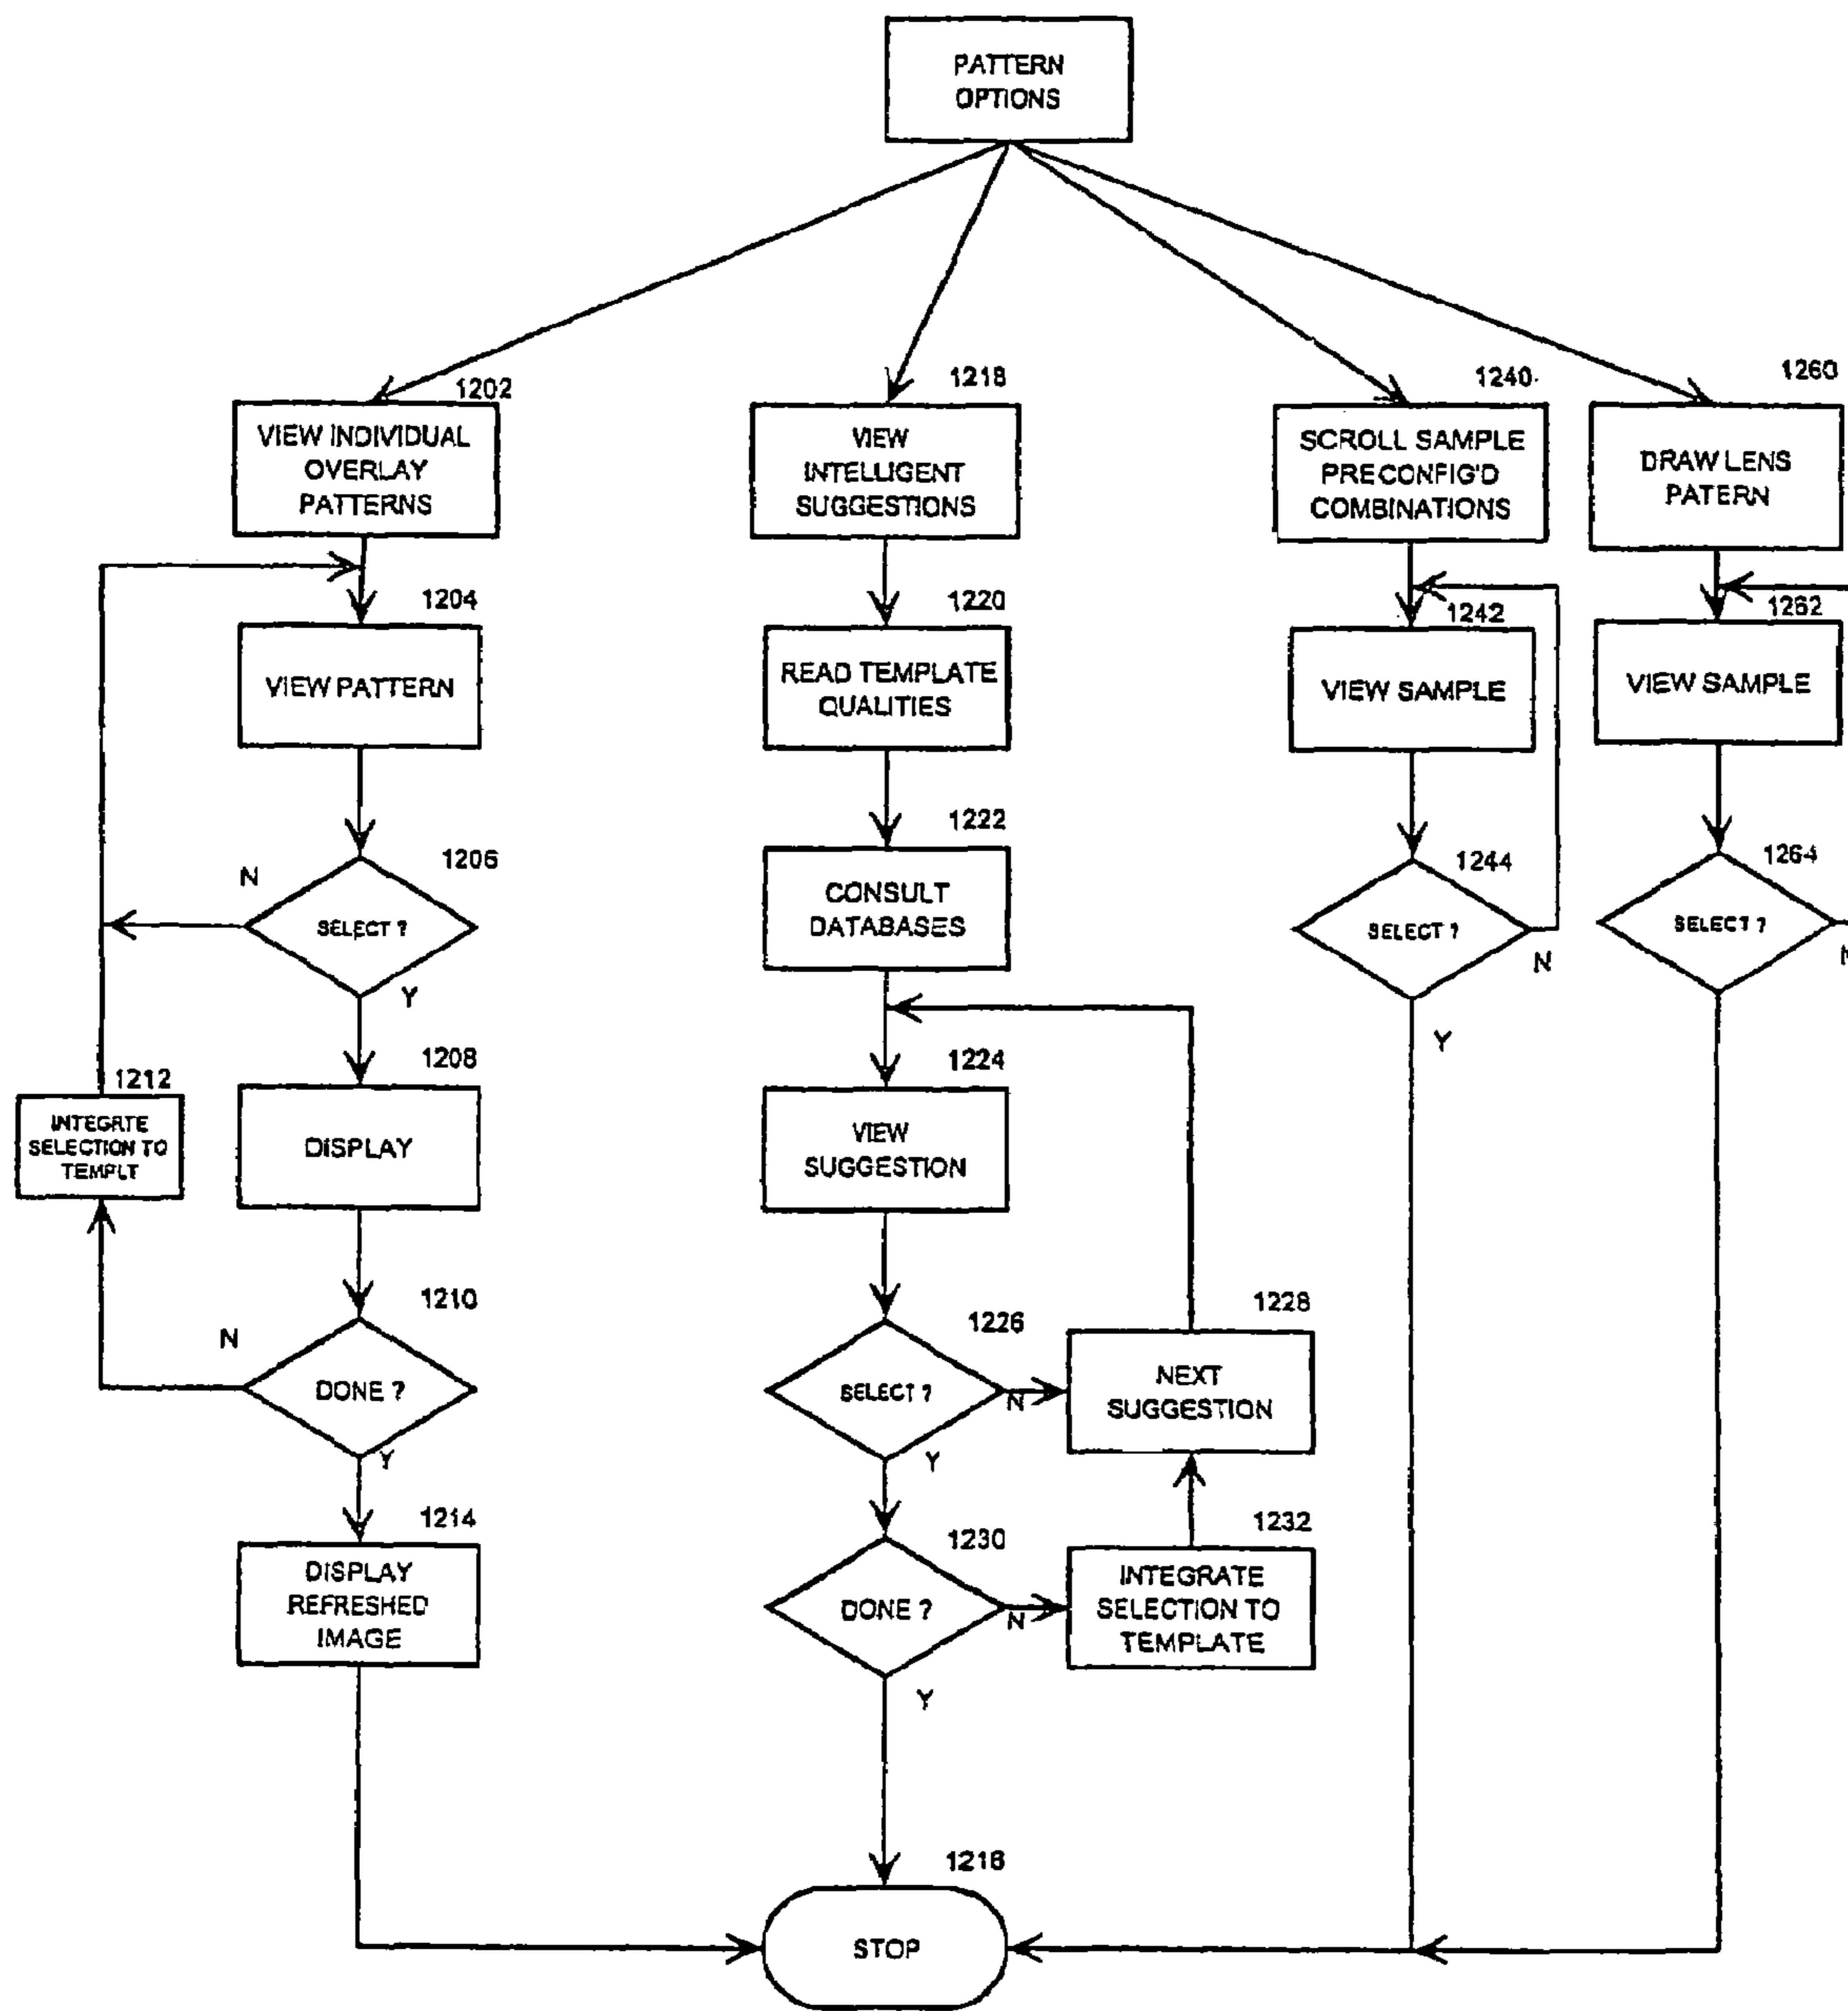 PATTERN
OPTIONS
1202
VIEW INDIVIDUAL
OVERLAY
PATTERNS
1204
VIEW PATTERN
1206
N
SELECT ?
Y
1208
DISPLAY
1212
INTEGRTE
SELECTION TO
TEMPLT
1210
N
DONE ?
Y
1214
DISPLAY
REFRESHED
IMAGE
1218
VIEW
INTELLIGENT
SUGGESTIONS
1220
READ TEMPLATE
QUALITIES
1222
CONSULT
DATABASES
1224
VIEW
SUGGESTION
1226
SELECT ?
N
Y
1228
NEXT
SUGGESTION
1230
DONE ?
N
Y
1232
INTEGRATE
SELECTION TO
TEMPLATE
1216
STOP
1240
SCROLL SAMPLE
PRECONFIG'D
COMBINATIONS
1242
VIEW SAMPLE
1244
SELECT ?
N
Y
1260
DRAW LENS
PATERN
1262
VIEW SAMPLE
1264
SELECT ?